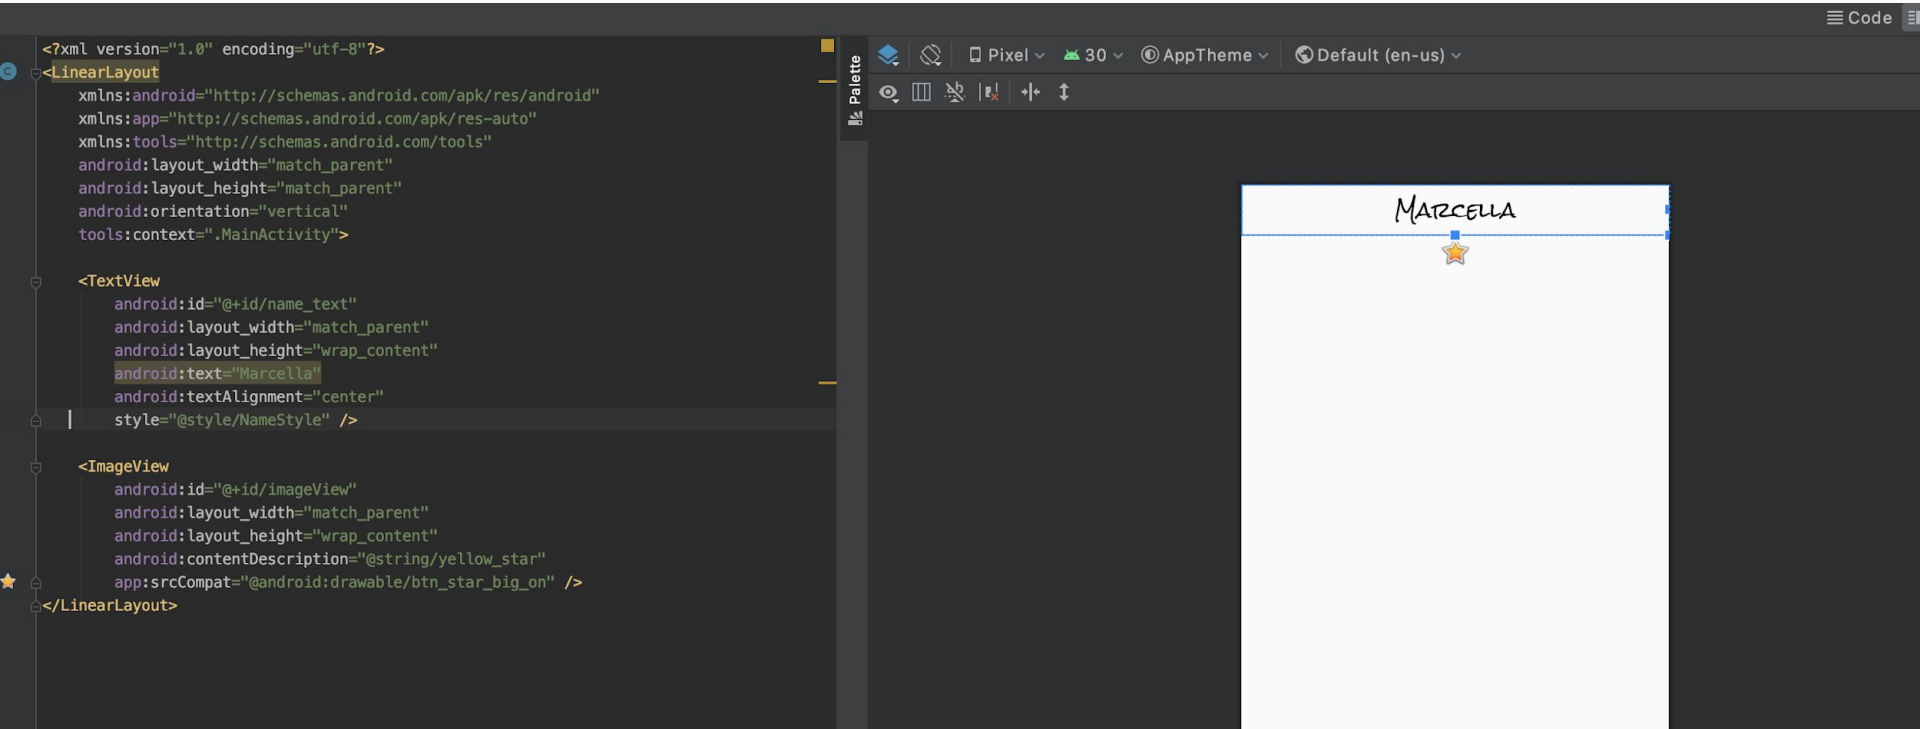 Code
<?xml version="1.0" encoding="utf-8"?>
<LinearLayout
xmlns:android="http://schemas.android.com/apk/res/android"
xmlns:app="http://schemas.android.com/apk/res-auto"
xmlns:tools="http://schemas.android.com/tools"
android:layout_width="match_parent"
android:layout_height="match_parent"
android:orientation="vertical"
tools:context=".MainActivity">
<TextView
android:id="@+id/name_text"
android:layout_width="match_parent"
android:layout_height="wrap_content"
android:text="Marcella"
android:textAlignment="center"
style="@style/NameStyle" />
<ImageView
android:id="@+id/imageView"
android:layout_width="match_parent"
android:layout_height="wrap_content"
android:contentDescription="@string/yellow_star"
app:srcCompat="@android:drawable/btn_star_big_on" />
</LinearLayout>
Palette
Pixel 30 AppTheme Default (en-us)
Marcella